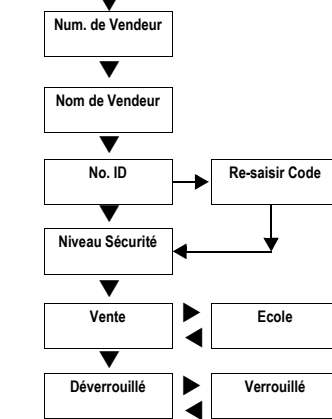 Num. de Vendeur
Nom de Vendeur
No. ID
Re-saisir Code
Niveau Sécurité
Vente
Ecole
Déverrouillé
Verrouillé